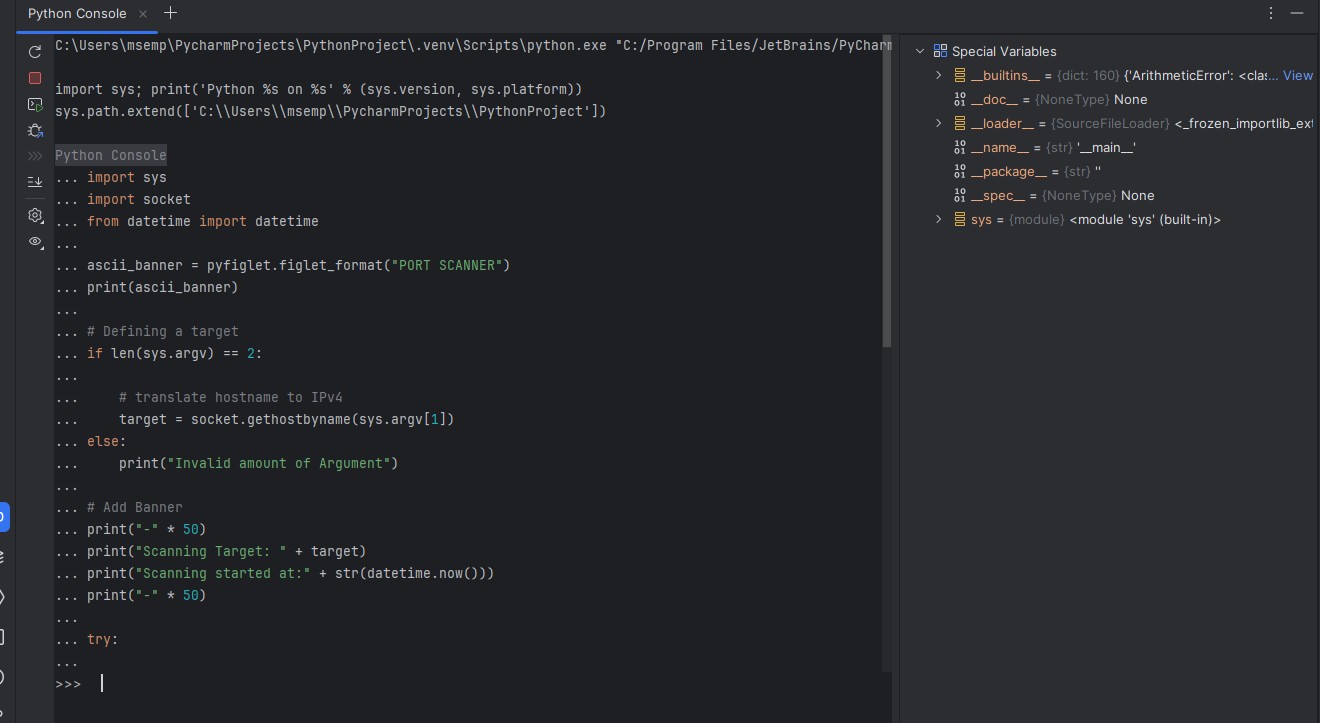 Python Console
C:\Users\msemp\PycharmProjects\PythonProject\.venv\Scripts\python.exe "C:/Program Files/JetBrains/PyCharm
import sys; print('Python %s on %s' % (sys.version, sys.platform))
sys.path.extend(['C:\\Users\\msemp\\PycharmProjects\\PythonProject'])
Python Console
... import sys
... import socket
... from datetime import datetime
...
... ascii_banner = pyfiglet.figlet_format("PORT SCANNER")
... print(ascii_banner)
...
... # Defining a target
... if len(sys.argv) == 2:
...
...     # translate hostname to IPv4
...     target = socket.gethostbyname(sys.argv[1])
... else:
...     print("Invalid amount of Argument")
...
... # Add Banner
... print("-" * 50)
... print("Scanning Target: " + target)
... print("Scanning started at:" + str(datetime.now()))
... print("-" * 50)
...
... try:
...
>>>
Special Variables
__builtins__ = {dict: 160} {'ArithmeticError': <clas... View
__doc__ = {NoneType} None
__loader__ = {SourceFileLoader} <_frozen_importlib_ext
__name__ = {str} '__main__'
__package__ = {str} ''
__spec__ = {NoneType} None
sys = {module} <module 'sys' (built-in)>